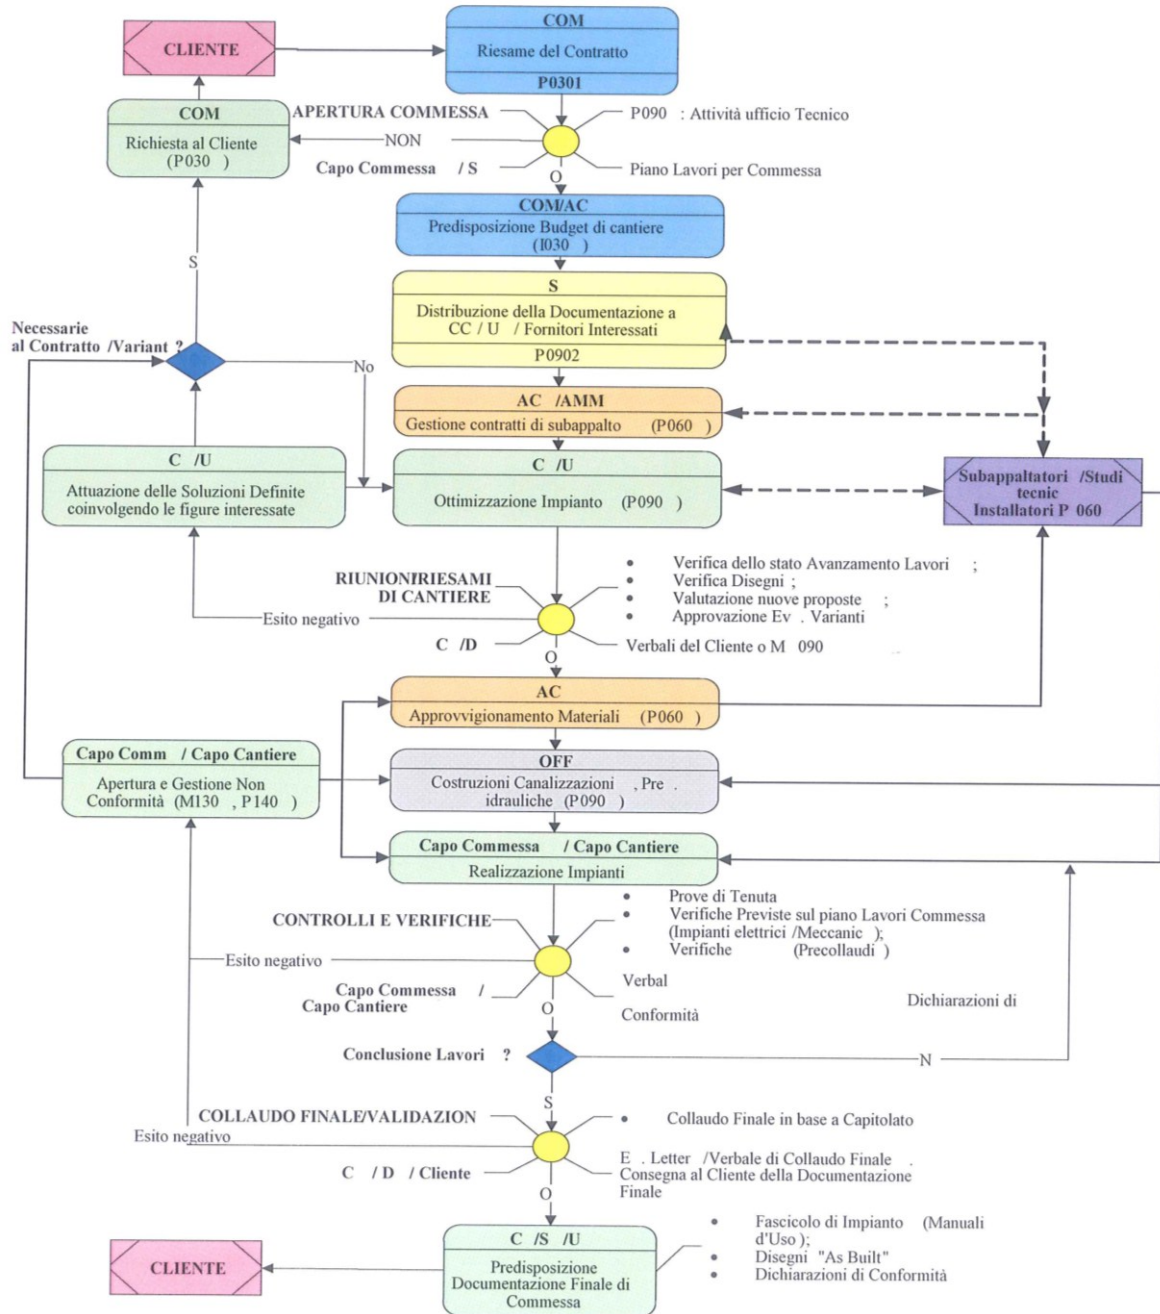 COM
CLIENTE
Riesame del Contratto
P0301
COM
Richiesta al Cliente
(P030 )
APERTURA COMMESSA
P090 : Attività ufficio Tecnico
NON
Capo Commessa / S
Piano Lavori per Commessa
O
COM/AC
Predisposizione Budget di cantiere
(I030 )
S
S
Distribuzione della Documentazione a
CC / U / Fornitori Interessati
P0902
Necessarie
al Contratto /Variant ?
No
AC /AMM
Gestione contratti di subappalto (P060 )
C /U
Attuazione delle Soluzioni Definite
coinvolgendo le figure interessate
C /U
Ottimizzazione Impianto (P090 )
Subappaltatori /Studi
tecnic
Installatori P 060
RIUNIONI/RIESAMI
DI CANTIERE
• Verifica dello stato Avanzamento Lavori ;
• Verifica Disegni ;
• Valutazione nuove proposte ;
• Approvazione Ev . Varianti
Esito negativo
C /D
Verbali del Cliente o M 090
O
AC
Approvvigionamento Materiali (P060 )
Capo Comm / Capo Cantiere
Apertura e Gestione Non
Conformità (M130 , P140 )
OFF
Costruzioni Canalizzazioni , Pre .
idrauliche (P090 )
Capo Commessa / Capo Cantiere
Realizzazione Impianti
CONTROLLI E VERIFICHE
• Prove di Tenuta
• Verifiche Previste sul piano Lavori Commessa
(Impianti elettrici /Meccanic );
• Verifiche (Precollaudi )
Esito negativo
Capo Commessa /
Capo Cantiere
Verbal
Dichiarazioni di
Conformità
O
Conclusione Lavori ?
N
S
COLLAUDO FINALE/VALIDAZION
• Collaudo Finale in base a Capitolato
Esito negativo
C / D / Cliente
E . Letter /Verbale di Collaudo Finale .
Consegna al Cliente della Documentazione
Finale
O
C /S /U
Predisposizione
Documentazione Finale di
Commessa
• Fascicolo di Impianto (Manuali
d'Uso );
• Disegni "As Built"
• Dichiarazioni di Conformità
CLIENTE